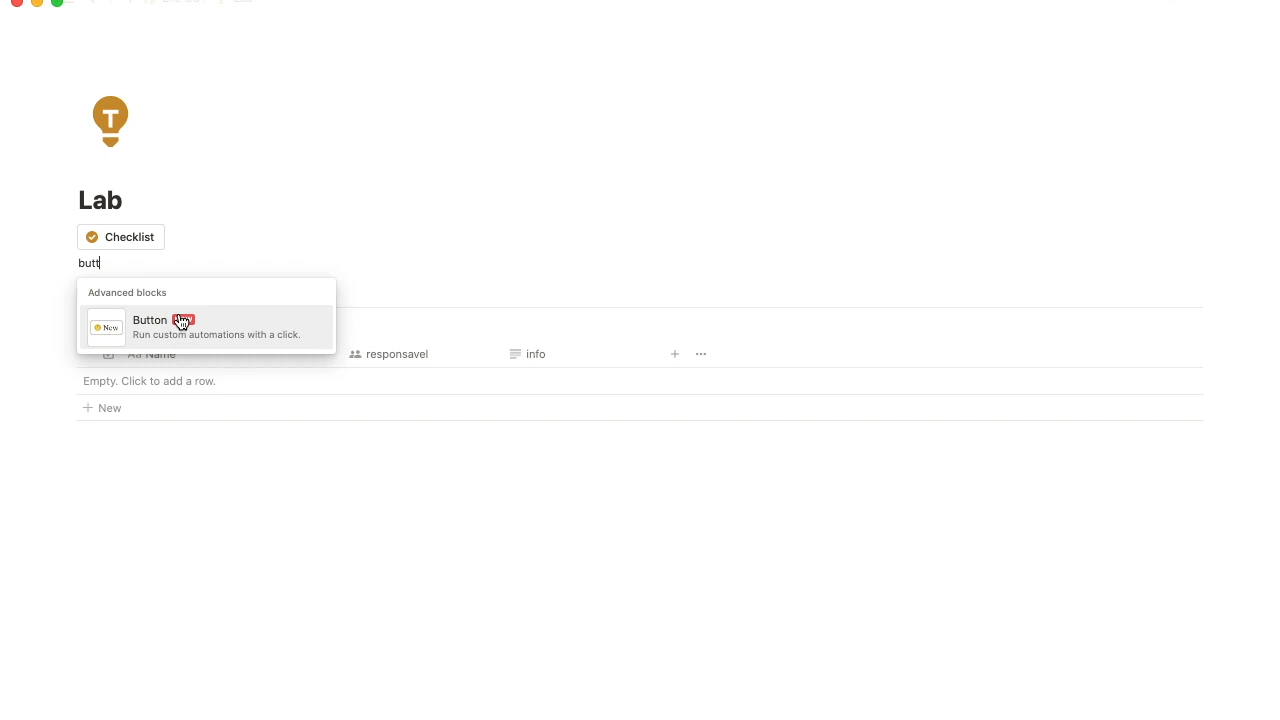 Lab
Checklist
butt
Advanced blocks
New
Button
Run custom automations with a click.
Aa Name
responsavel
info
Empty. Click to add a row.
New